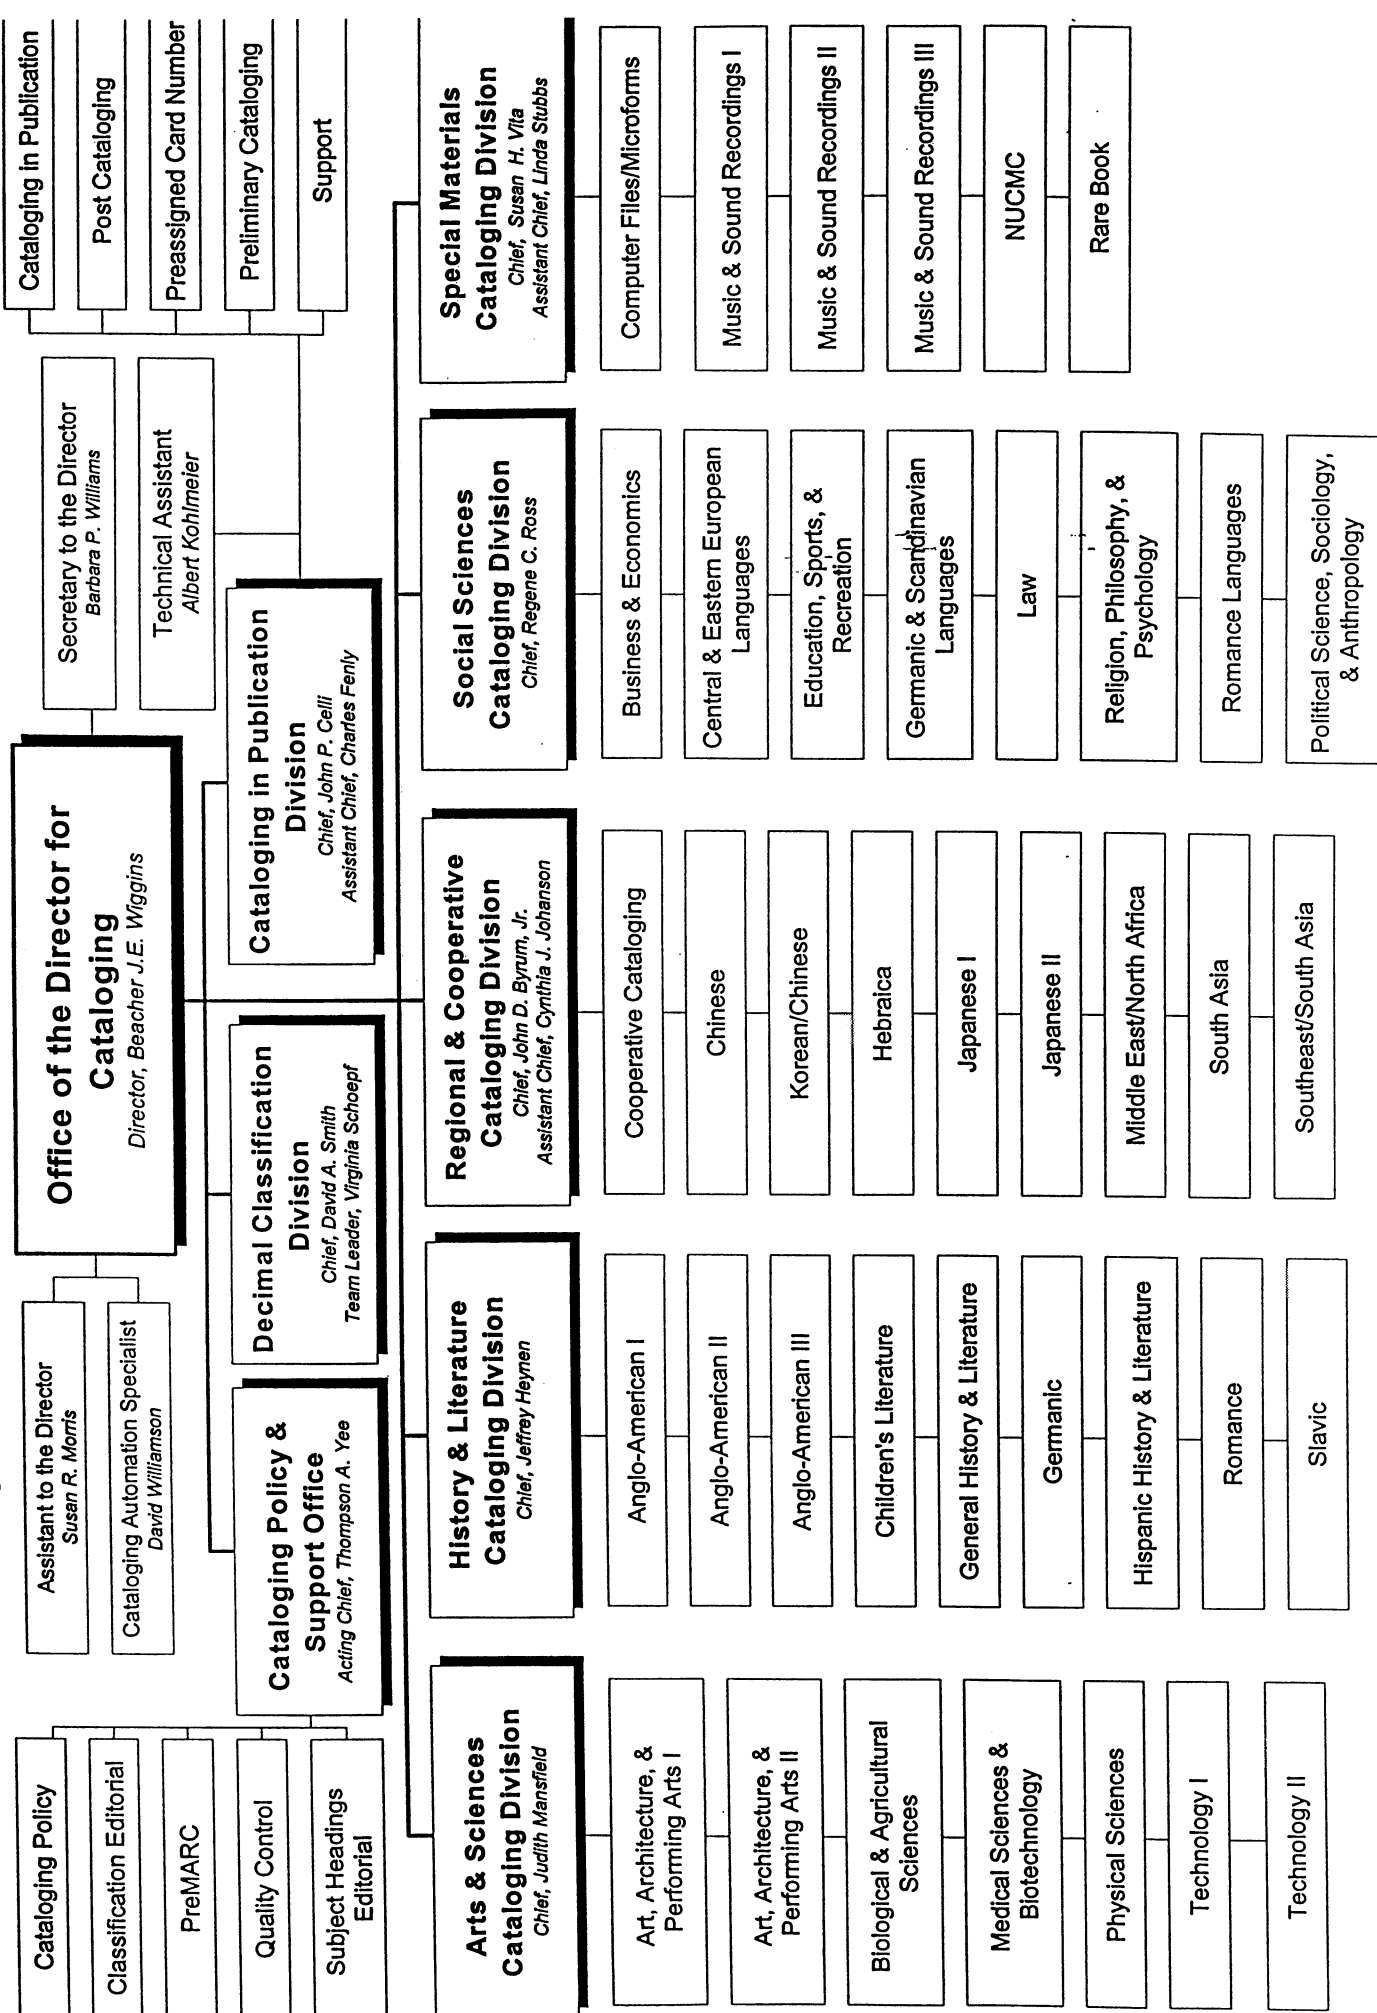 Office of the Director for
Cataloging
Director, Beacher J.E. Wiggins
Assistant to the Director
Susan R. Morris
Cataloging Automation Specialist
David Williamson
Secretary to the Director
Barbara P. Williams
Technical Assistant
Albert Kohlmeier
Cataloging Policy &
Support Office
Acting Chief, Thompson A. Yee
Cataloging Policy
Classification Editorial
PreMARC
Quality Control
Subject Headings
Editorial
Decimal Classification
Division
Chief, David A. Smith
Team Leader, Virginia Schoepf
Cataloging in Publication
Division
Chief, John P. Celli
Assistant Chief, Charles Fenly
Cataloging in Publication
Post Cataloging
Preassigned Card Number
Preliminary Cataloging
Support
Arts & Sciences
Cataloging Division
Chief, Judith Mansfield
Art, Architecture, &
Performing Arts I
Art, Architecture, &
Performing Arts II
Biological & Agricultural
Sciences
Medical Sciences &
Biotechnology
Physical Sciences
Technology I
Technology II
History & Literature
Cataloging Division
Chief, Jeffrey Heynen
Anglo-American I
Anglo-American II
Anglo-American III
Children's Literature
General History & Literature
Germanic
Hispanic History & Literature
Romance
Slavic
Regional & Cooperative
Cataloging Division
Chief, John D. Byrum, Jr.
Assistant Chief, Cynthia J. Johanson
Cooperative Cataloging
Chinese
Korean/Chinese
Hebraica
Japanese I
Japanese II
Middle East/North Africa
South Asia
Southeast/South Asia
Social Sciences
Cataloging Division
Chief, Regene C. Ross
Business & Economics
Central & Eastern European
Languages
Education, Sports, &
Recreation
Germanic & Scandinavian
Languages
Law
Religion, Philosophy, &
Psychology
Romance Languages
Political Science, Sociology,
& Anthropology
Special Materials
Cataloging Division
Chief, Susan H. Vita
Assistant Chief, Linda Stubbs
Computer Files/Microforms
Music & Sound Recordings I
Music & Sound Recordings II
Music & Sound Recordings III
NUCMC
Rare Book